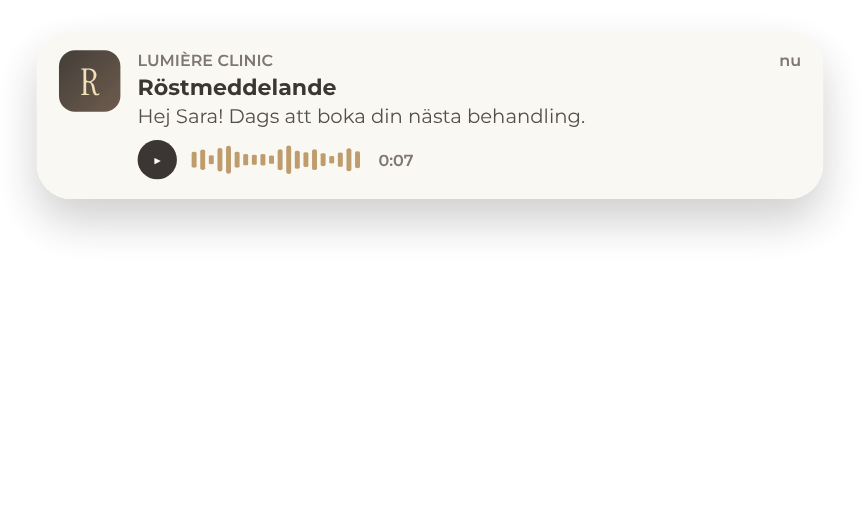 R
LUMIÈRE CLINIC
nu
Röstmeddelande
Hej Sara! Dags att boka din nästa behandling.
0:07